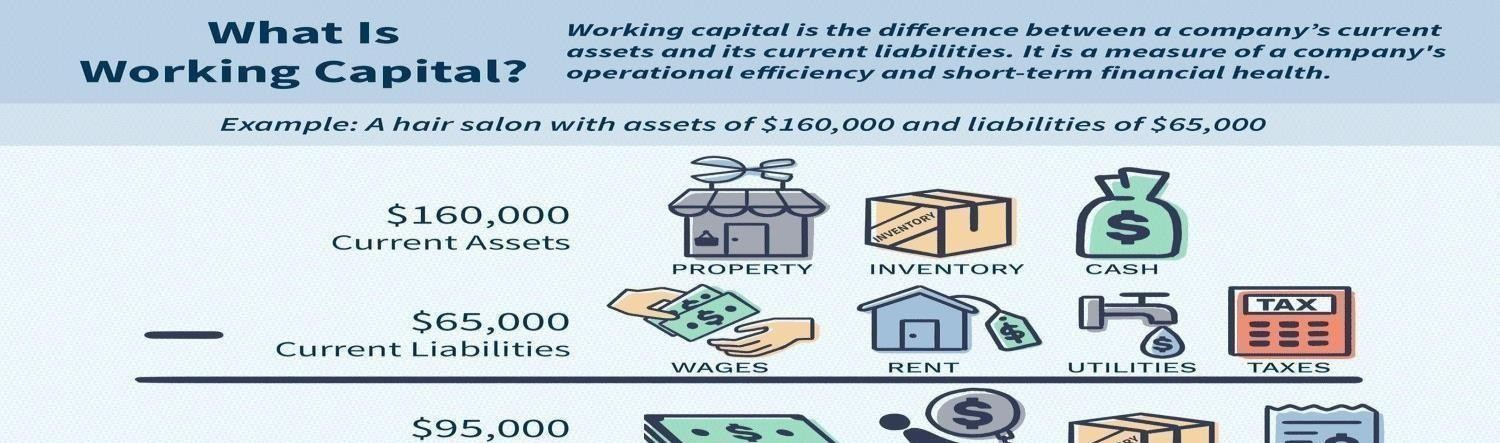 What Is
Working Capital?
Working capital is the difference between a company’s current
assets and its current liabilities. It is a measure of a company's
operational efficiency and short-term financial health.
Example: A hair salon with assets of $160,000 and liabilities of $65,000
$160,000
Current Assets
INVENTORY
$
PROPERTY
INVENTORY
CASH
$65,000
Current Liabilities
$ $
$
$
TAX
WAGES
RENT
UTILITIES
TAXES
$95,000
$
$